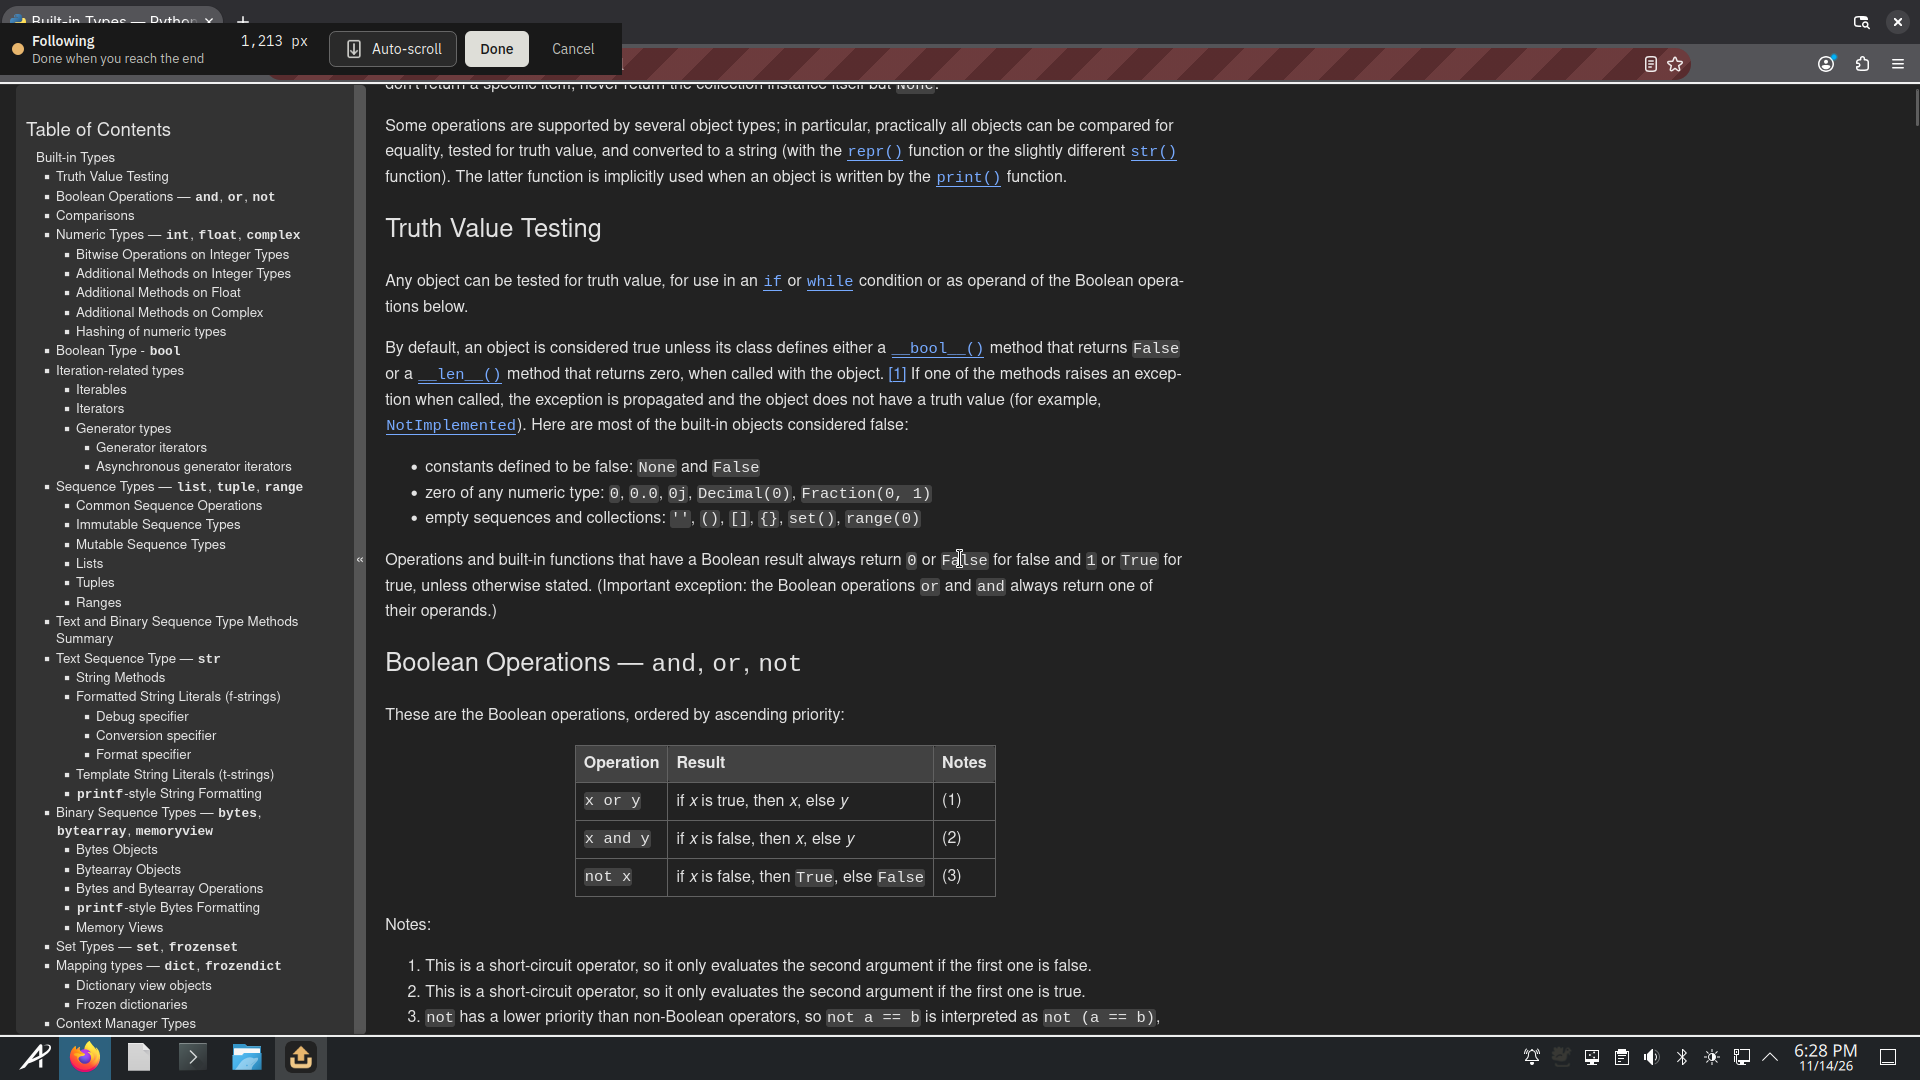 Built-in Types — Python
Following
Done when you reach the end
1,213 px
Auto-scroll
Done
Cancel
Table of Contents
Built-in Types
Truth Value Testing
Boolean Operations — and, or, not
Comparisons
Numeric Types — int, float, complex
Bitwise Operations on Integer Types
Additional Methods on Integer Types
Additional Methods on Float
Additional Methods on Complex
Hashing of numeric types
Boolean Type - bool
Iteration-related types
Iterables
Iterators
Generator types
Generator iterators
Asynchronous generator iterators
Sequence Types — list, tuple, range
Common Sequence Operations
Immutable Sequence Types
Mutable Sequence Types
Lists
Tuples
Ranges
Text and Binary Sequence Type Methods
Summary
Text Sequence Type — str
String Methods
Formatted String Literals (f-strings)
Debug specifier
Conversion specifier
Format specifier
Template String Literals (t-strings)
printf-style String Formatting
Binary Sequence Types — bytes,
bytearray, memoryview
Bytes Objects
Bytearray Objects
Bytes and Bytearray Operations
printf-style Bytes Formatting
Memory Views
Set Types — set, frozenset
Mapping types — dict, frozendict
Dictionary view objects
Frozen dictionaries
Context Manager Types
«
don't return a specific item, never return the collection instance itself but None.
Some operations are supported by several object types; in particular, practically all objects can be compared for
equality, tested for truth value, and converted to a string (with the repr() function or the slightly different str()
function). The latter function is implicitly used when an object is written by the print() function.
Truth Value Testing
Any object can be tested for truth value, for use in an if or while condition or as operand of the Boolean opera-
tions below.
By default, an object is considered true unless its class defines either a __bool__() method that returns False
or a __len__() method that returns zero, when called with the object. [1] If one of the methods raises an excep-
tion when called, the exception is propagated and the object does not have a truth value (for example,
NotImplemented). Here are most of the built-in objects considered false:
• constants defined to be false: None and False
• zero of any numeric type: 0, 0.0, 0j, Decimal(0), Fraction(0, 1)
• empty sequences and collections: '', (), [], {}, set(), range(0)
Operations and built-in functions that have a Boolean result always return 0 or False for false and 1 or True for
true, unless otherwise stated. (Important exception: the Boolean operations or and and always return one of
their operands.)
Boolean Operations — and, or, not
These are the Boolean operations, ordered by ascending priority:
Operation Result Notes
x or y if x is true, then x, else y (1)
x and y if x is false, then x, else y (2)
not x if x is false, then True, else False (3)
Notes:
1. This is a short-circuit operator, so it only evaluates the second argument if the first one is false.
2. This is a short-circuit operator, so it only evaluates the second argument if the first one is true.
3. not has a lower priority than non-Boolean operators, so not a == b is interpreted as not (a == b),
6:28 PM
11/14/26